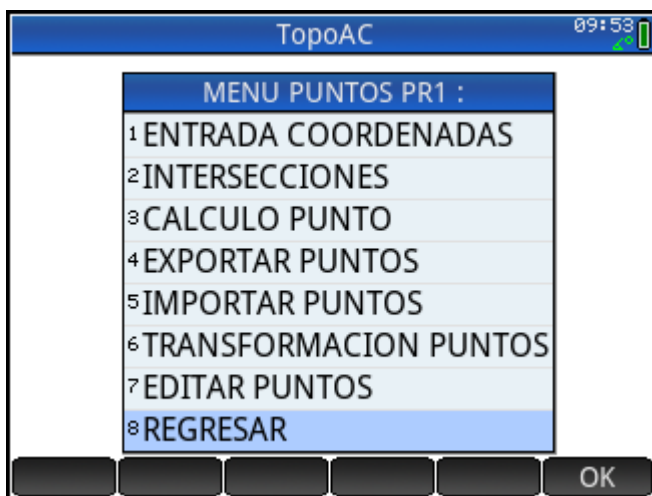 TopoAC
09:53
MENU PUNTOS PR1 :
1 ENTRADA COORDENADAS
2 INTERSECCIONES
3 CALCULO PUNTO
4 EXPORTAR PUNTOS
5 IMPORTAR PUNTOS
6 TRANSFORMACION PUNTOS
7 EDITAR PUNTOS
8 REGRESAR
OK